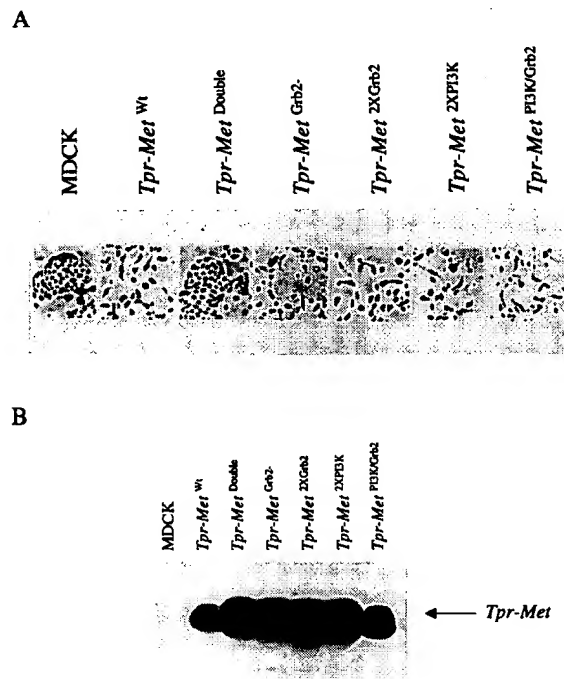 A
MDCK
Tpr-Met Wt
Tpr-Met Double
Tpr-Met Grb2-
Tpr-Met 2XGrb2
Tpr-Met 2XPI3K
Tpr-Met PI3K/Grb2
B
MDCK
Tpr-Met Wt
Tpr-Met Double
Tpr-Met Grb2-
Tpr-Met 2XGrb2
Tpr-Met 2XPI3K
Tpr-Met PI3K/Grb2
Tpr-Met